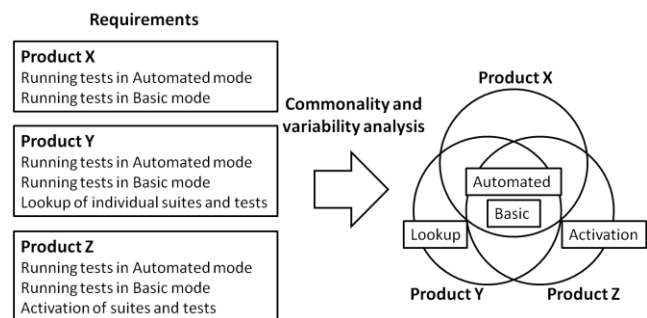 Requirements
Product X
Running tests in Automated mode
Running tests in Basic mode
Product Y
Running tests in Automated mode
Running tests in Basic mode
Lookup of individual suites and tests
Product Z
Running tests in Automated mode
Running tests in Basic mode
Activation of suites and tests
Commonality and
variability analysis
Product X
Automated
Basic
Lookup
Activation
Product Y
Product Z